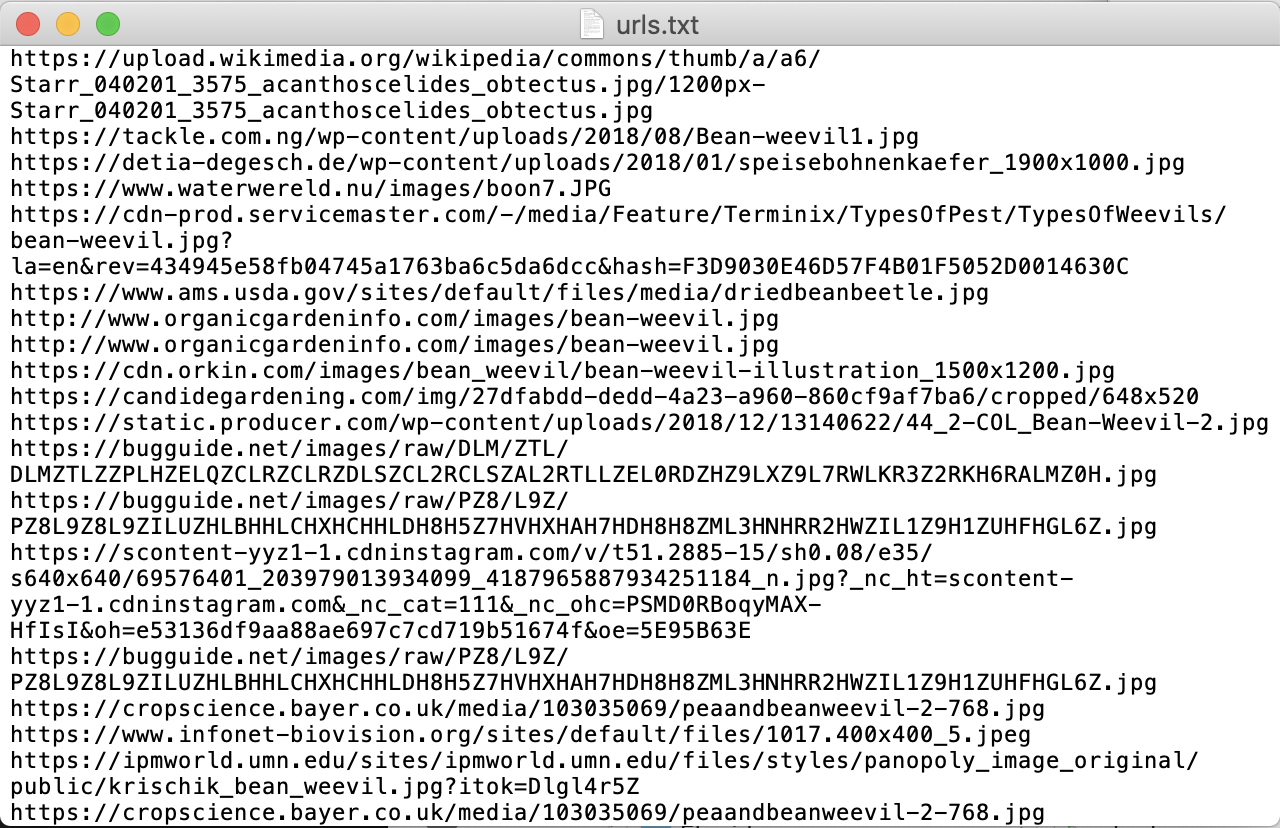 urls.txt
https://upload.wikimedia.org/wikipedia/commons/thumb/a/a6/
Starr_040201_3575_acanthoscelides_obtectus.jpg/1200px-
Starr_040201_3575_acanthoscelides_obtectus.jpg
https://tackle.com.ng/wp-content/uploads/2018/08/Bean-weevil1.jpg
https://detia-degesch.de/wp-content/uploads/2018/01/speisebohnenkaefer_1900x1000.jpg
https://www.waterwereld.nu/images/boon7.JPG
https://cdn-prod.servicemaster.com/-/media/Feature/Terminix/TypesOfPest/TypesOfWeevils/
bean-weevil.jpg?
la=en&rev=434945e58fb04745a1763ba6c5da6dcc&hash=F3D9030E46D57F4B01F5052D0014630C
https://www.ams.usda.gov/sites/default/files/media/driedbeanbeetle.jpg
http://www.organicgardeninfo.com/images/bean-weevil.jpg
http://www.organicgardeninfo.com/images/bean-weevil.jpg
https://cdn.orkin.com/images/bean_weevil/bean-weevil-illustration_1500x1200.jpg
https://candidegardening.com/img/27dfabdd-dedd-4a23-a960-860cf9af7ba6/cropped/648x520
https://static.producer.com/wp-content/uploads/2018/12/13140622/44_2-COL_Bean-Weevil-2.jpg
https://bugguide.net/images/raw/DLM/ZTL/
DLMZTLZZPLHZELQZCLRZCLRZDLSZCL2RCLSZAL2RTLLZEL0RDZHZ9LXZ9L7RWLKR3Z2RKH6RALMZ0H.jpg
https://bugguide.net/images/raw/PZ8/L9Z/
PZ8L9Z8L9ZILUZHLBHHLCHXHCHHLDH8H5Z7HVHXHAH7HDH8H8ZML3HNHRR2HWZIL1Z9H1ZUHFHGL6Z.jpg
https://scontent-yyz1-1.cdninstagram.com/v/t51.2885-15/sh0.08/e35/
s640x640/69576401_203979013934099_4187965887934251184_n.jpg?_nc_ht=scontent-
yyz1-1.cdninstagram.com&_nc_cat=111&_nc_ohc=PSMD0RBoqyMAX-
HfIsI&oh=e53136df9aa88ae697c7cd719b51674f&oe=5E95B63E
https://bugguide.net/images/raw/PZ8/L9Z/
PZ8L9Z8L9ZILUZHLBHHLCHXHCHHLDH8H5Z7HVHXHAH7HDH8H8ZML3HNHRR2HWZIL1Z9H1ZUHFHGL6Z.jpg
https://cropscience.bayer.co.uk/media/103035069/peaandbeanweevil-2-768.jpg
https://www.infonet-biovision.org/sites/default/files/1017.400x400_5.jpeg
https://ipmworld.umn.edu/sites/ipmworld.umn.edu/files/styles/panopoly_image_original/
public/krischik_bean_weevil.jpg?itok=Dlgl4r5Z
https://cropscience.bayer.co.uk/media/103035069/peaandbeanweevil-2-768.jpg